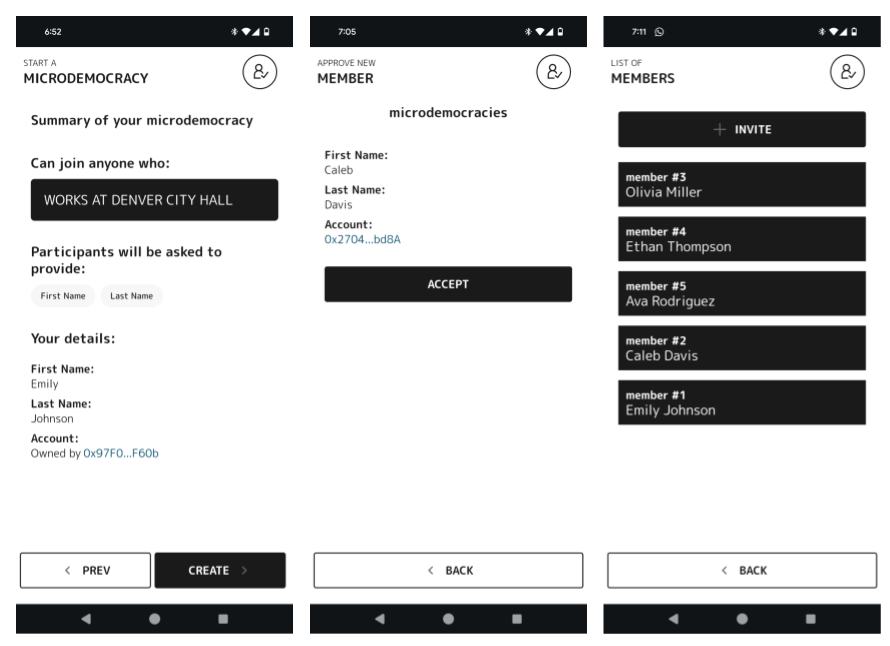 6:52
START A
MICRODEMOCRACY
Summary of your microdemocracy
Can join anyone who:
WORKS AT DENVER CITY HALL
Participants will be asked to
provide:
First Name
Last Name
Your details:
First Name:
Emily
Last Name:
Johnson
Account:
Owned by 0x97F0...F60b
PREV
CREATE
7:05
APPROVE NEW
MEMBER
microdemocracies
First Name:
Caleb
Last Name:
Davis
Account:
0x2704...bd8A
ACCEPT
BACK
7:11
LIST OF
MEMBERS
INVITE
member #3
Olivia Miller
member #4
Ethan Thompson
member #5
Ava Rodriguez
member #2
Caleb Davis
member #1
Emily Johnson
BACK